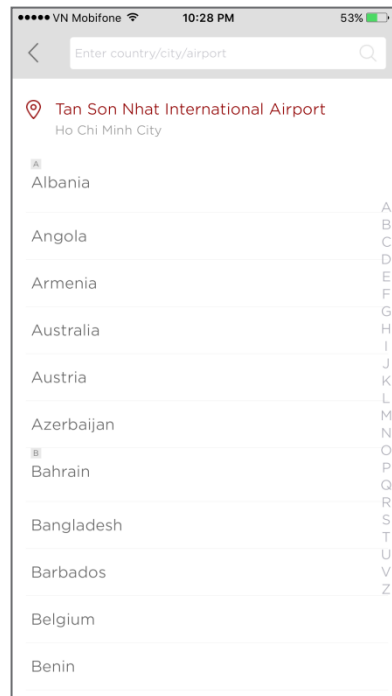 VN Mobifone 10:28 PM 53%
Enter country/city/airport
Tan Son Nhat International Airport
Ho Chi Minh City
A
Albania
Angola
Armenia
Australia
Austria
Azerbaijan
B
Bahrain
Bangladesh
Barbados
Belgium
Benin
A
B
C
D
E
F
G
H
I
J
K
L
M
N
O
P
Q
R
S
T
U
V
Z